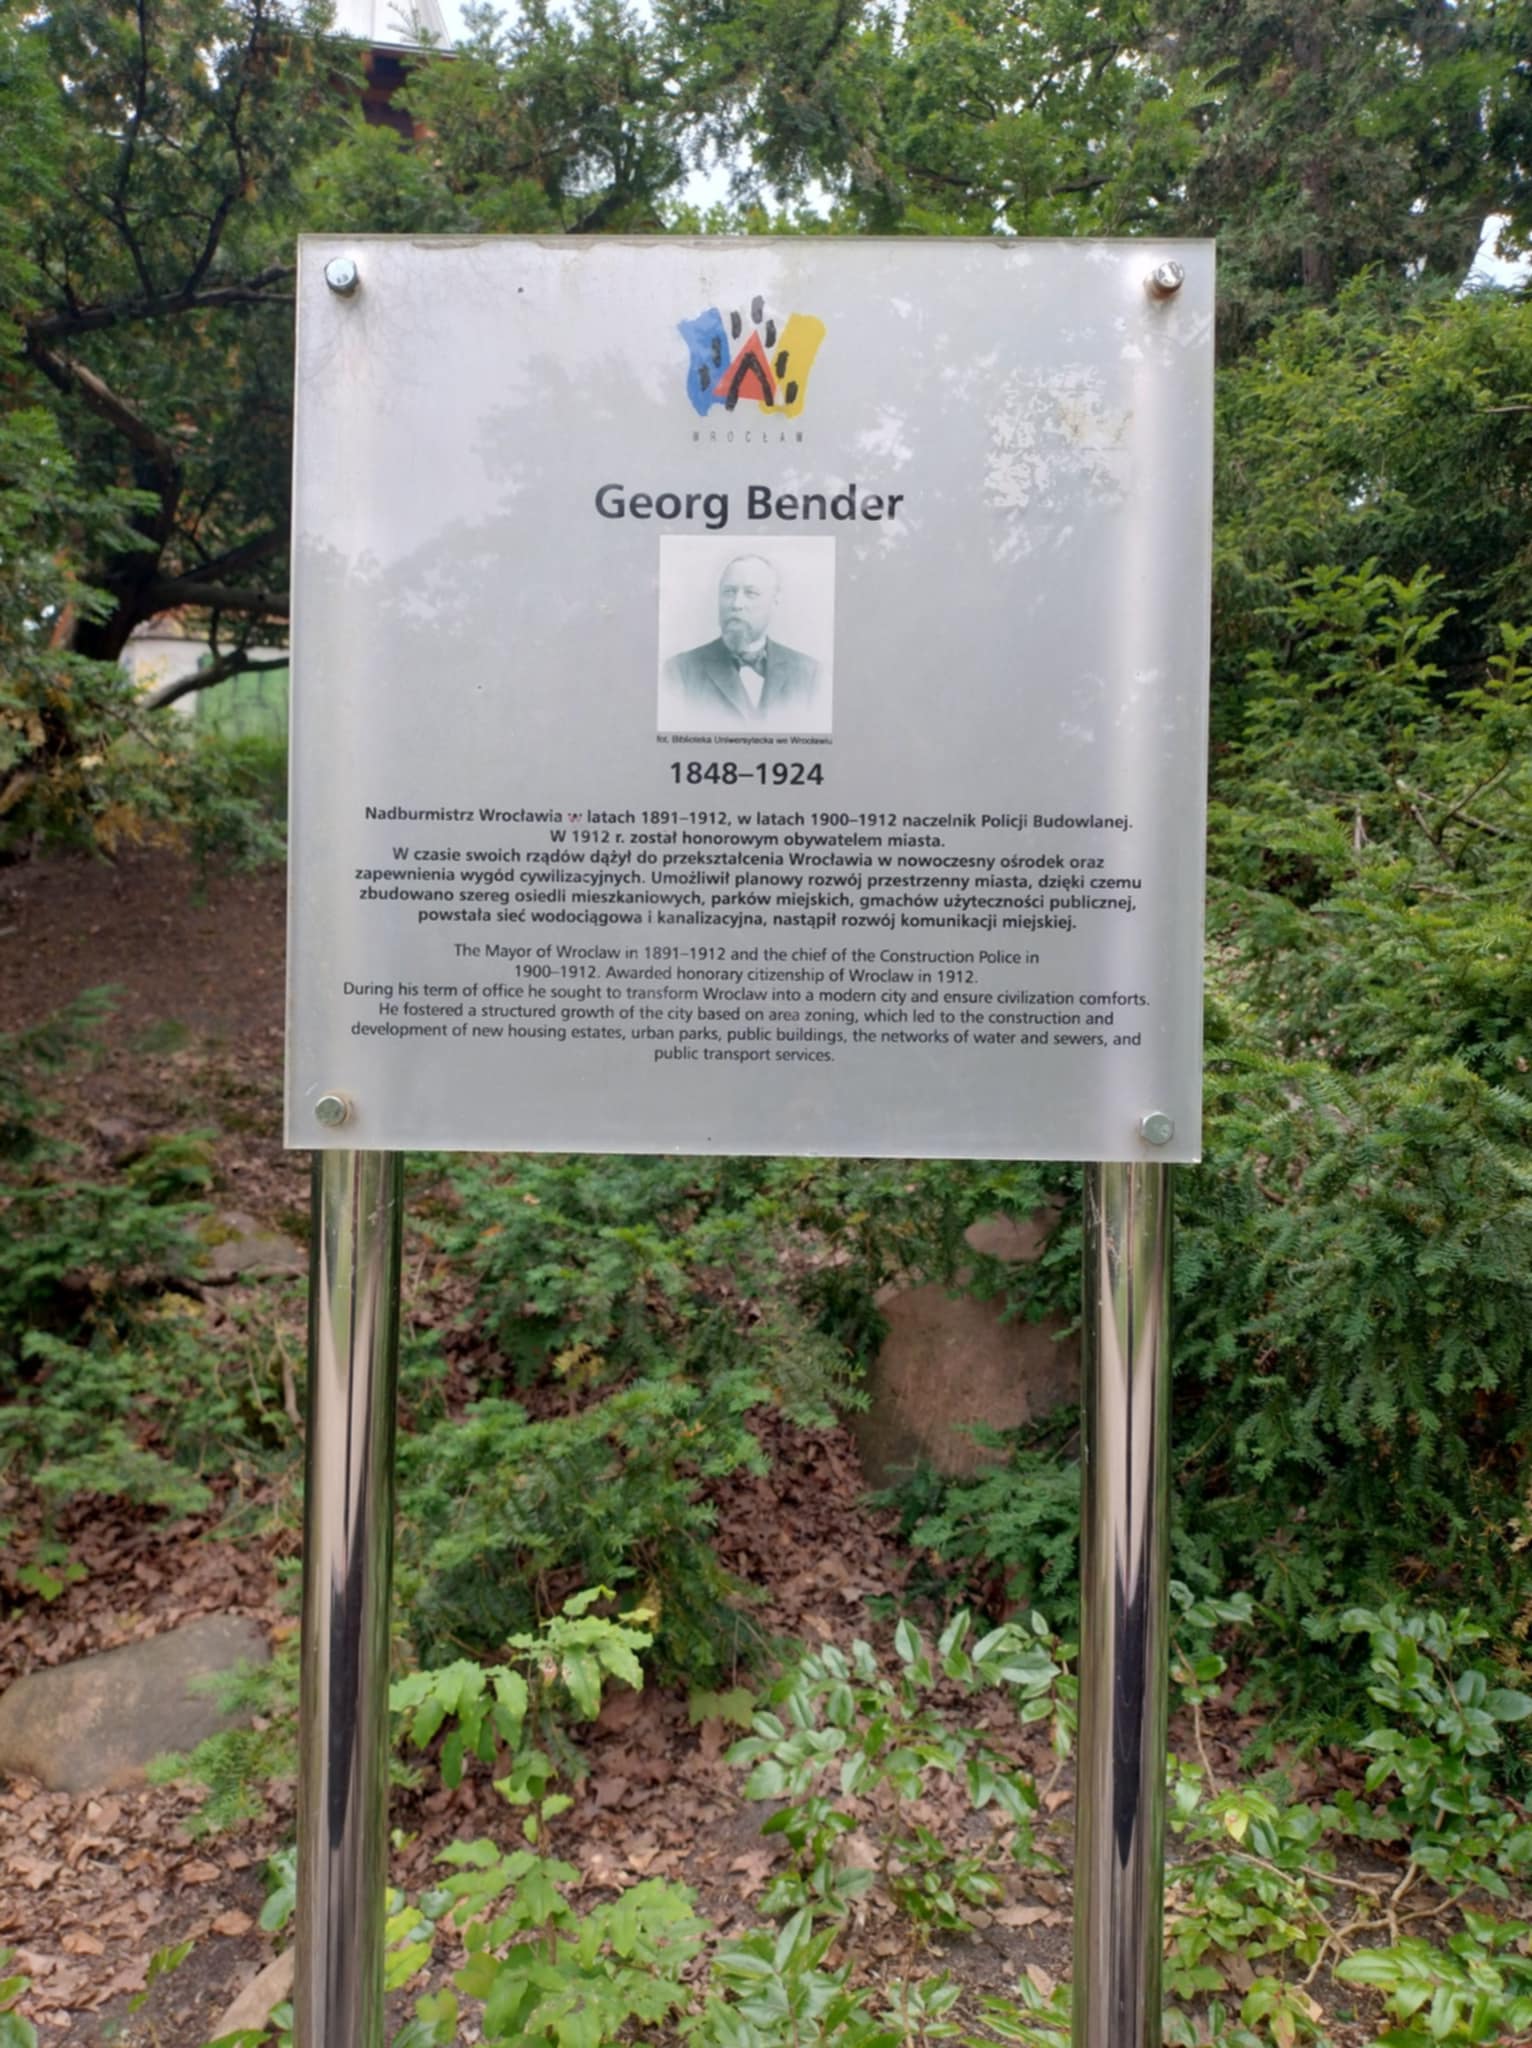 WROCŁAW
Georg Bender
fot. Biblioteka Uniwersytecka we Wrocławiu
1848–1924
Nadburmistrz Wrocławia w latach 1891–1912, w latach 1900–1912 naczelnik Policji Budowlanej.
W 1912 r. został honorowym obywatelem miasta.
W czasie swoich rządów dążył do przekształcenia Wrocławia w nowoczesny ośrodek oraz
zapewnienia wygód cywilizacyjnych. Umożliwił planowy rozwój przestrzenny miasta, dzięki czemu
zbudowano szereg osiedli mieszkaniowych, parków miejskich, gmachów użyteczności publicznej,
powstała sieć wodociągowa i kanalizacyjna, nastąpił rozwój komunikacji miejskiej.
The Mayor of Wroclaw in 1891–1912 and the chief of the Construction Police in
1900–1912. Awarded honorary citizenship of Wroclaw in 1912.
During his term of office he sought to transform Wroclaw into a modern city and ensure civilization comforts.
He fostered a structured growth of the city based on area zoning, which led to the construction and
development of new housing estates, urban parks, public buildings, the networks of water and sewers, and
public transport services.